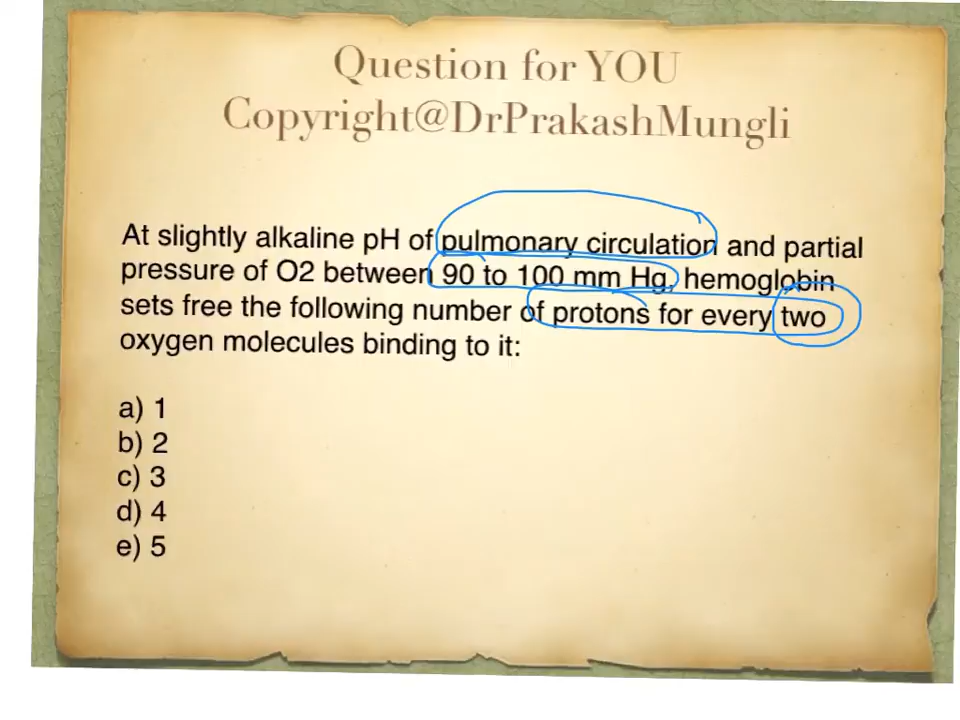 Question for YOU
Copyright@DrPrakashMungli
At slightly alkaline pH of pulmonary circulation and partial
pressure of O2 between 90 to 100 mm Hg, hemoglobin
sets free the following number of protons for every two
oxygen molecules binding to it:
a) 1
b) 2
c) 3
d) 4
e) 5